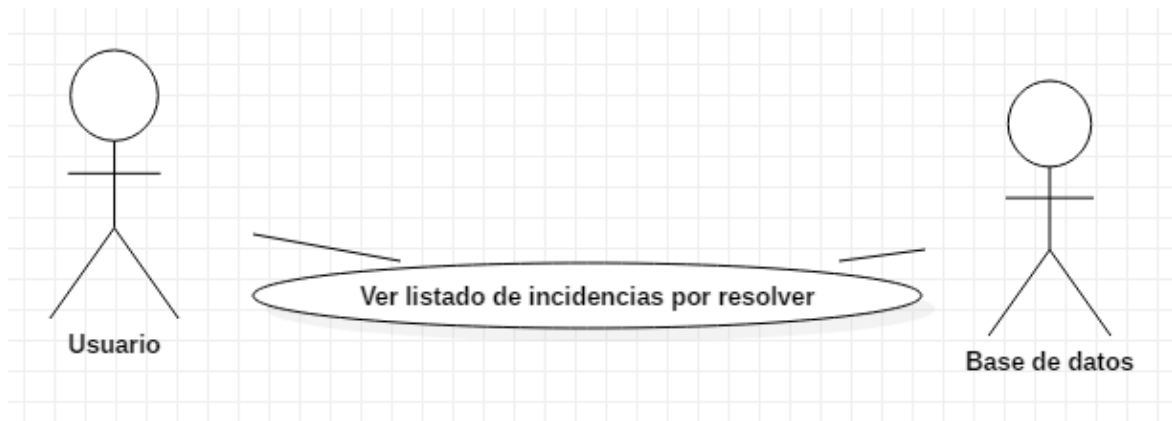 Ver listado de incidencias por resolver
Usuario
Base de datos